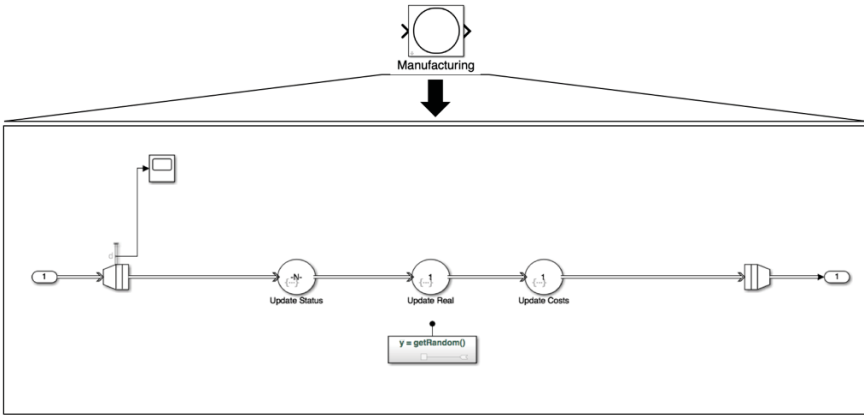 Manufacturing
d
1
-N-
{...}
1
{...}
1
{...}
1
Update Status
Update Real
Update Costs
y = getRandom()